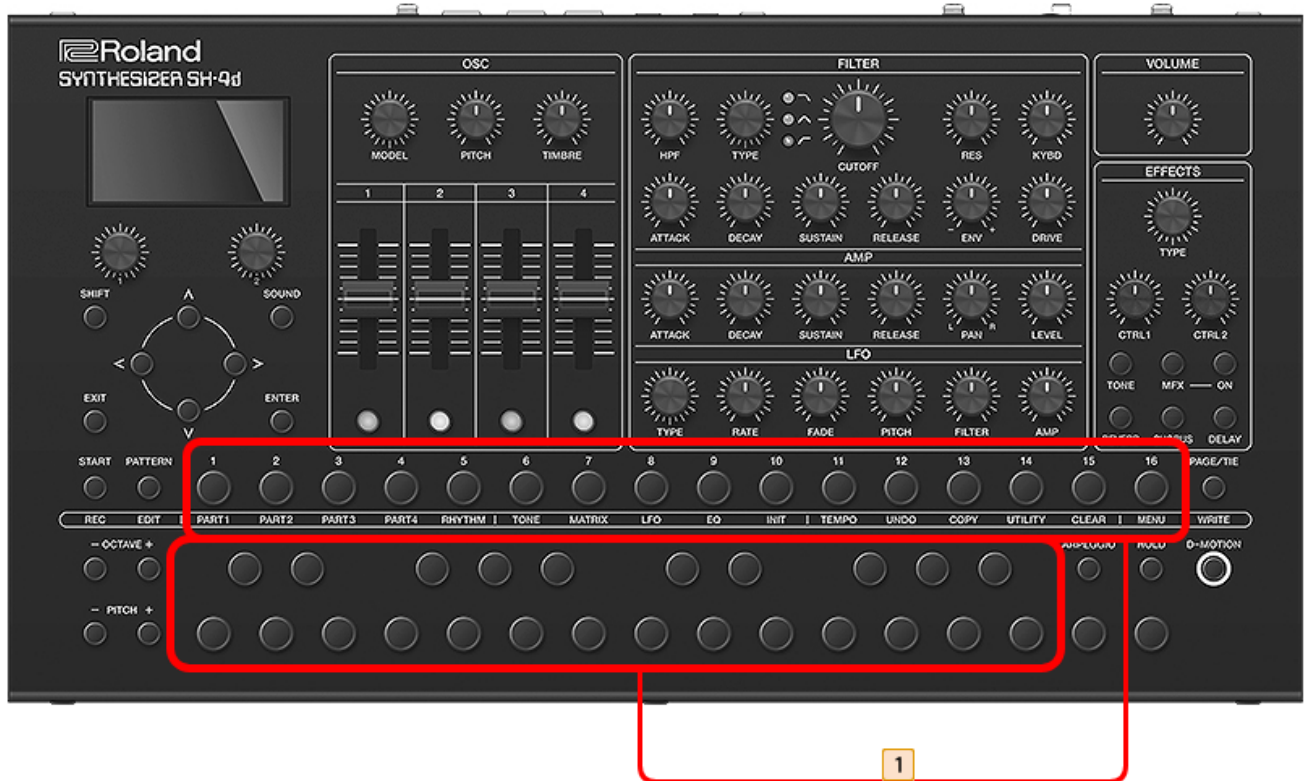 Roland
SYNTHESIZER SH-4d
OSC
FILTER
VOLUME
MODEL PITCH TIMBRE
HPF TYPE CUTOFF RES KYBD
EFFECTS
1 2 3 4
ATTACK DECAY SUSTAIN RELEASE - ENV + DRIVE
TYPE
1 2
AMP
SHIFT SOUND
ATTACK DECAY SUSTAIN RELEASE L PAN R LEVEL
CTRL1 CTRL2
LFO
TONE MFX ON
EXIT ENTER
TYPE RATE FADE PITCH FILTER AMP
DELAY
START PATTERN 1 2 3 4 5 6 7 8 9 10 11 12 13 14 15 16 PAGE/TIE
REC EDIT PART1 PART2 PART3 PART4 RHYTHM TONE MATRIX LFO EQ INIT TEMPO UNDO COPY UTILITY CLEAR MENU WRITE
- OCTAVE + ARPEGGIO HOLD D-MOTION
- PITCH +
1